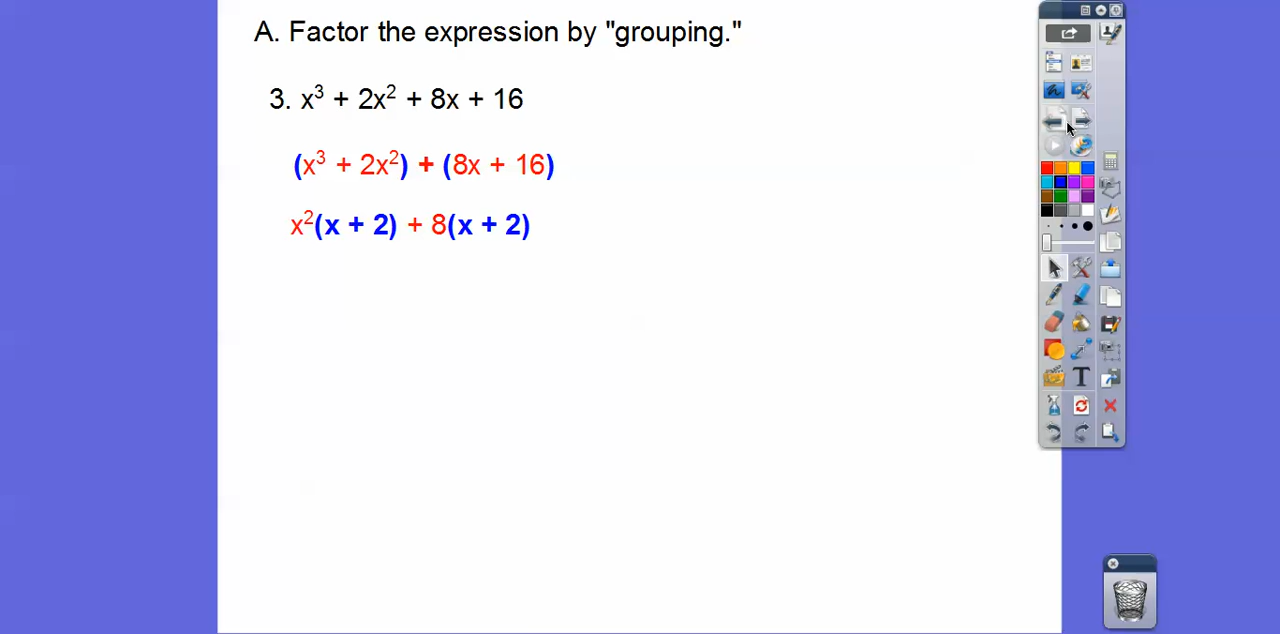 A. Factor the expression by "grouping."
3. x³ + 2x² + 8x + 16
(x³ + 2x²) + (8x + 16)
x²(x + 2) + 8(x + 2)
T